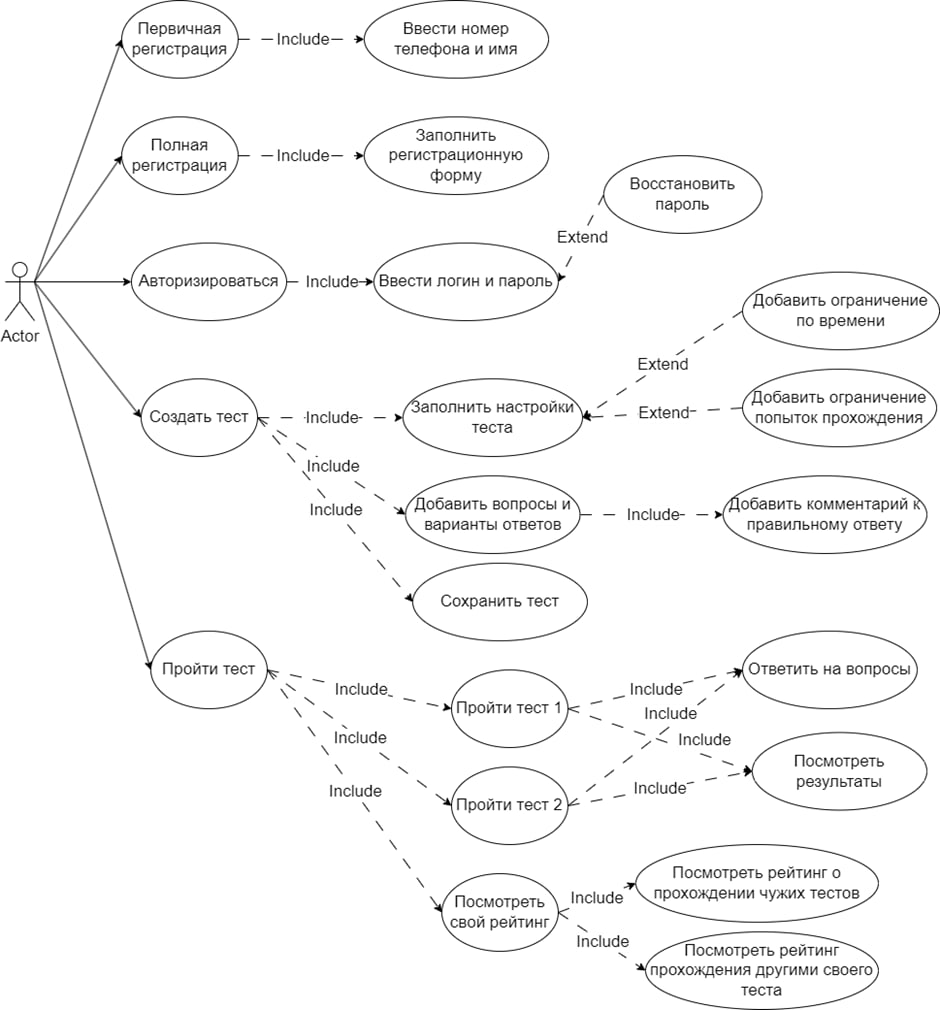 Первичная
регистрация
Include
Ввести номер
телефона и имя
Полная
регистрация
Include
Заполнить
регистрационную
форму
Восстановить
пароль
Extend
Авторизироваться
Include
Ввести логин и пароль
Actor
Добавить ограничение
по времени
Extend
Создать тест
Include
Заполнить настройки
теста
Extend
Добавить ограничение
попыток прохождения
Include
Добавить вопросы и
варианты ответов
Include
Добавить комментарий к
правильному ответу
Include
Сохранить тест
Пройти тест
Include
Пройти тест 1
Include
Ответить на вопросы
Include
Include
Include
Посмотреть
результаты
Include
Пройти тест 2
Include
Посмотреть
свой рейтинг
Include
Посмотреть рейтинг о
прохождении чужих тестов
Include
Посмотреть рейтинг
прохождения другими своего
теста